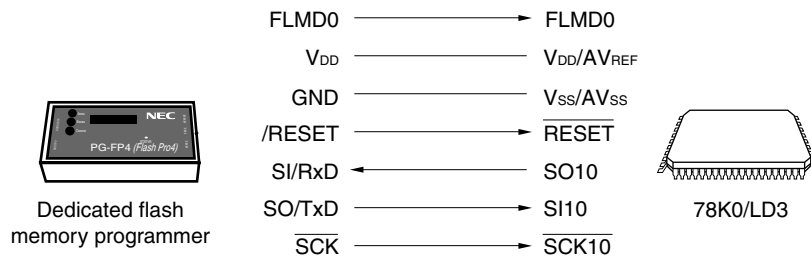 FLMD0 FLMD0
VDD VDD/AVREF
GND VSS/AVSS
/RESET RESET
SI/RxD SO10
SO/TxD SI10
SCK SCK10
NEC
PG-FP4 (Flash Pro4)
Dedicated flash
memory programmer
78K0/LD3